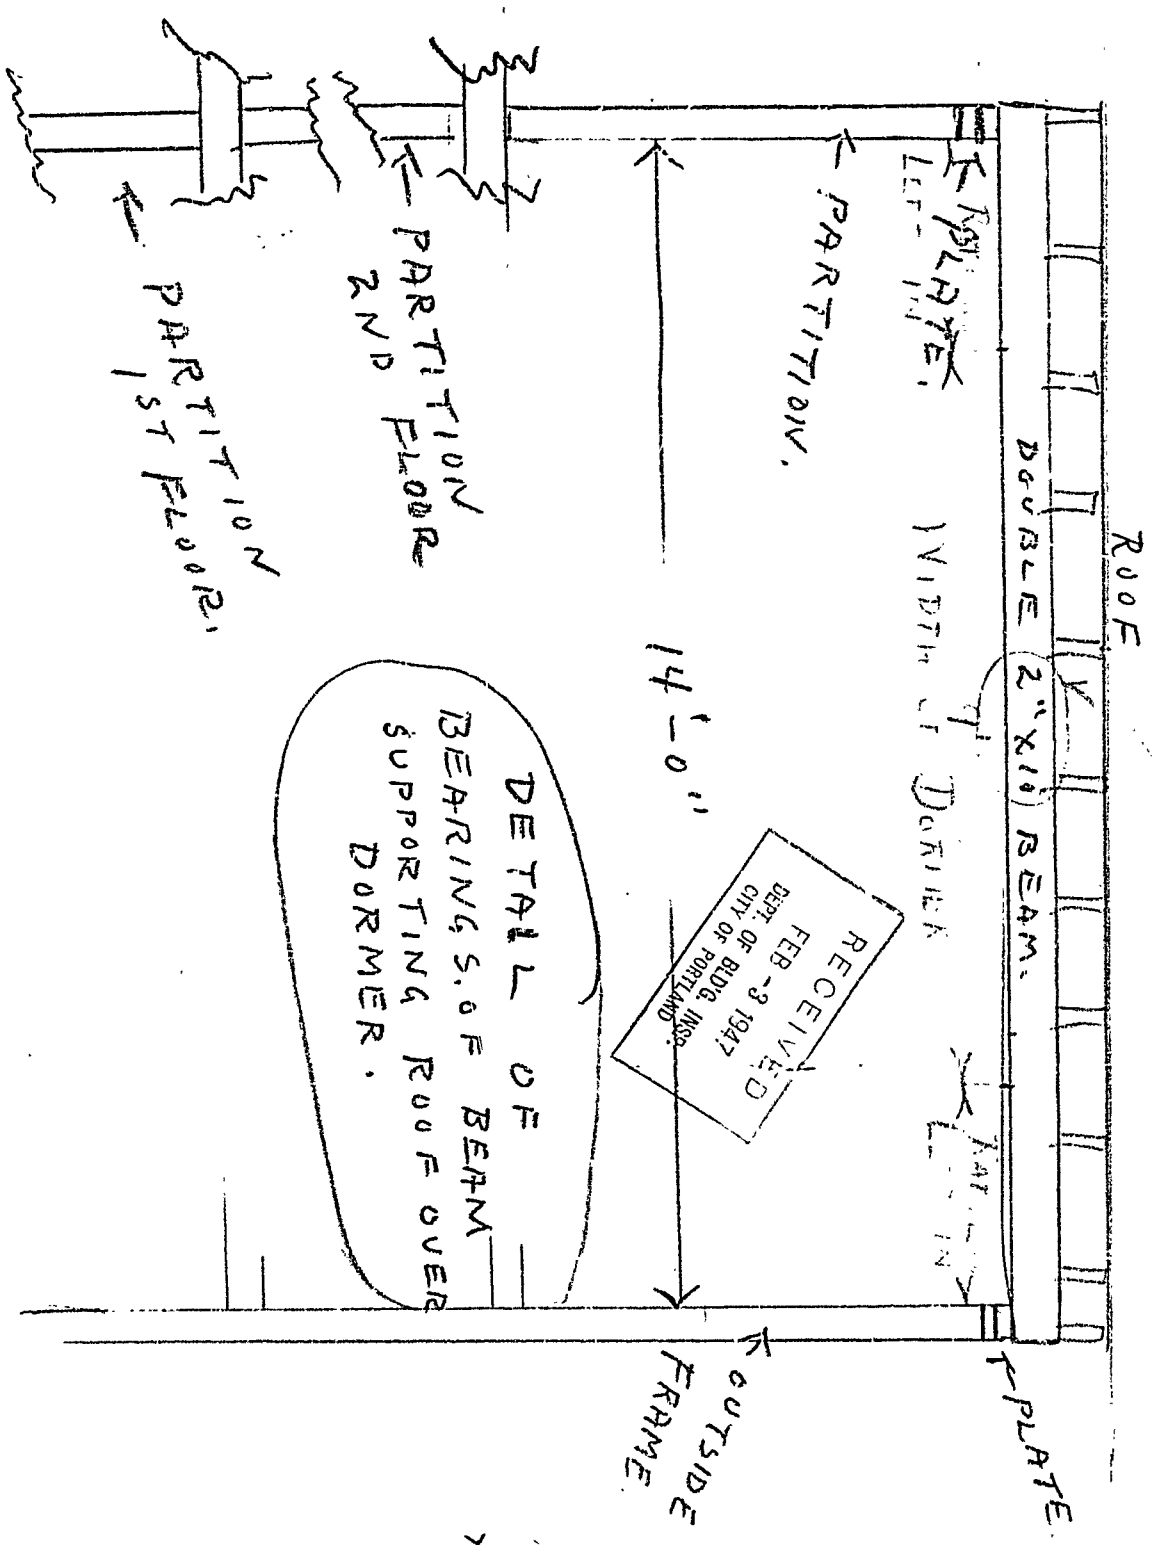 ROOF
DOUBLE 2" X 10 BEAM.
PLATE.
WIDTH OF DORMER
PLATE
PARTITION.
OUTSIDE
FRAME
14'-0"
RECEIVED
FEB -3 1947
DEPT. OF BLD'G. INSP.
CITY OF PORTLAND
PARTITION
2ND FLOOR
DETAIL OF
BEARINGS. OF BEAM
SUPPORTING ROOF OVER
DORMER.
PARTITION
1ST FLOOR.